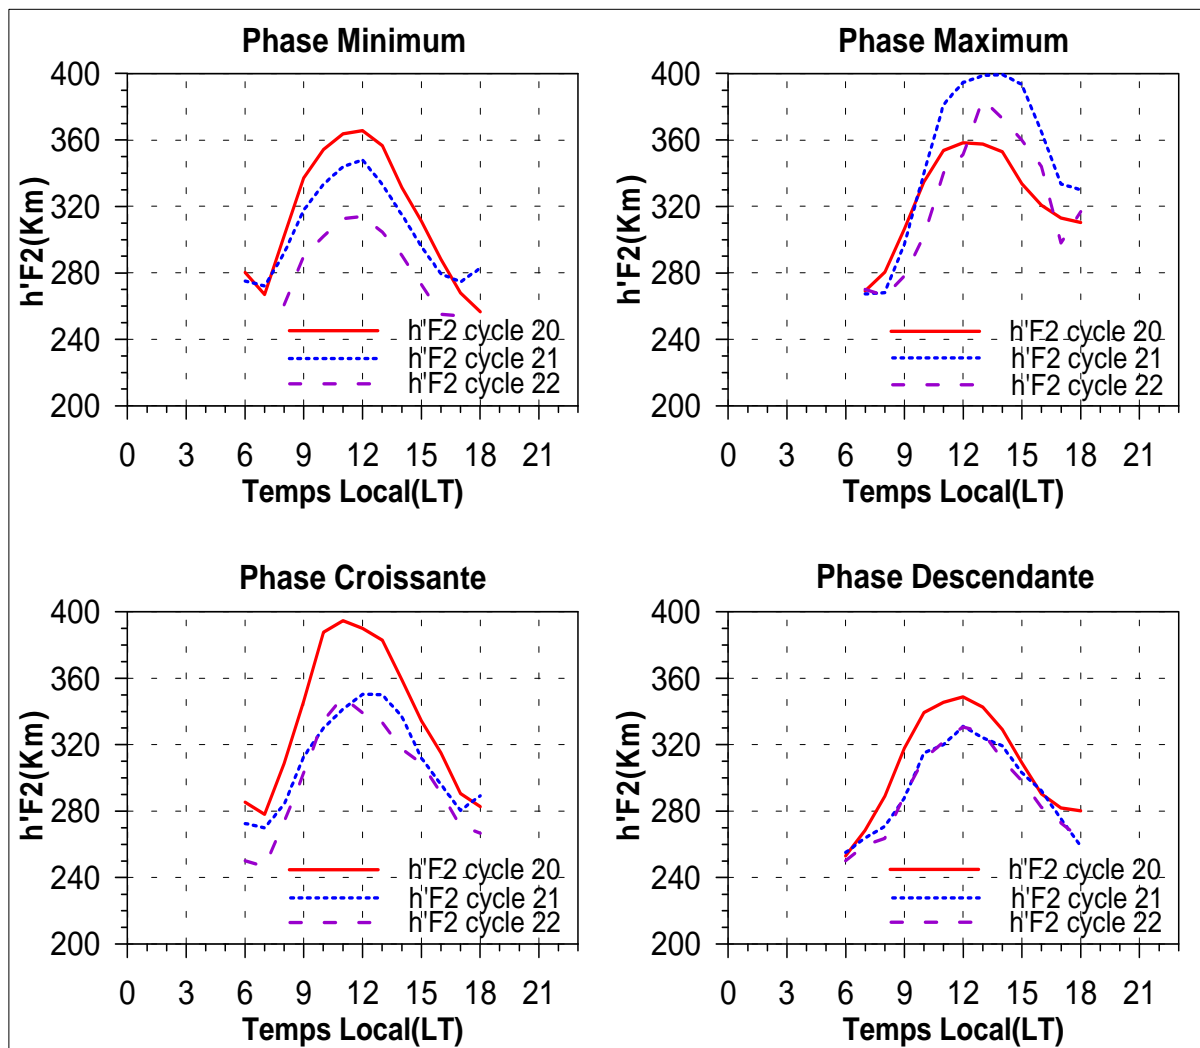 Phase Minimum
h'F2(Km)
400
360
320
280
240
200
h'F2 cycle 20
h'F2 cycle 21
h'F2 cycle 22
0 3 6 9 12 15 18 21
Temps Local(LT)
Phase Maximum
h'F2(Km)
400
360
320
280
240
200
h'F2 cycle 20
h'F2 cycle 21
h'F2 cycle 22
0 3 6 9 12 15 18 21
Temps Local(LT)
Phase Croissante
h'F2(Km)
400
360
320
280
240
200
h'F2 cycle 20
h'F2 cycle 21
h'F2 cycle 22
0 3 6 9 12 15 18 21
Temps Local(LT)
Phase Descendante
h'F2(Km)
400
360
320
280
240
200
h'F2 cycle 20
h'F2 cycle 21
h'F2 cycle 22
0 3 6 9 12 15 18 21
Temps Local(LT)